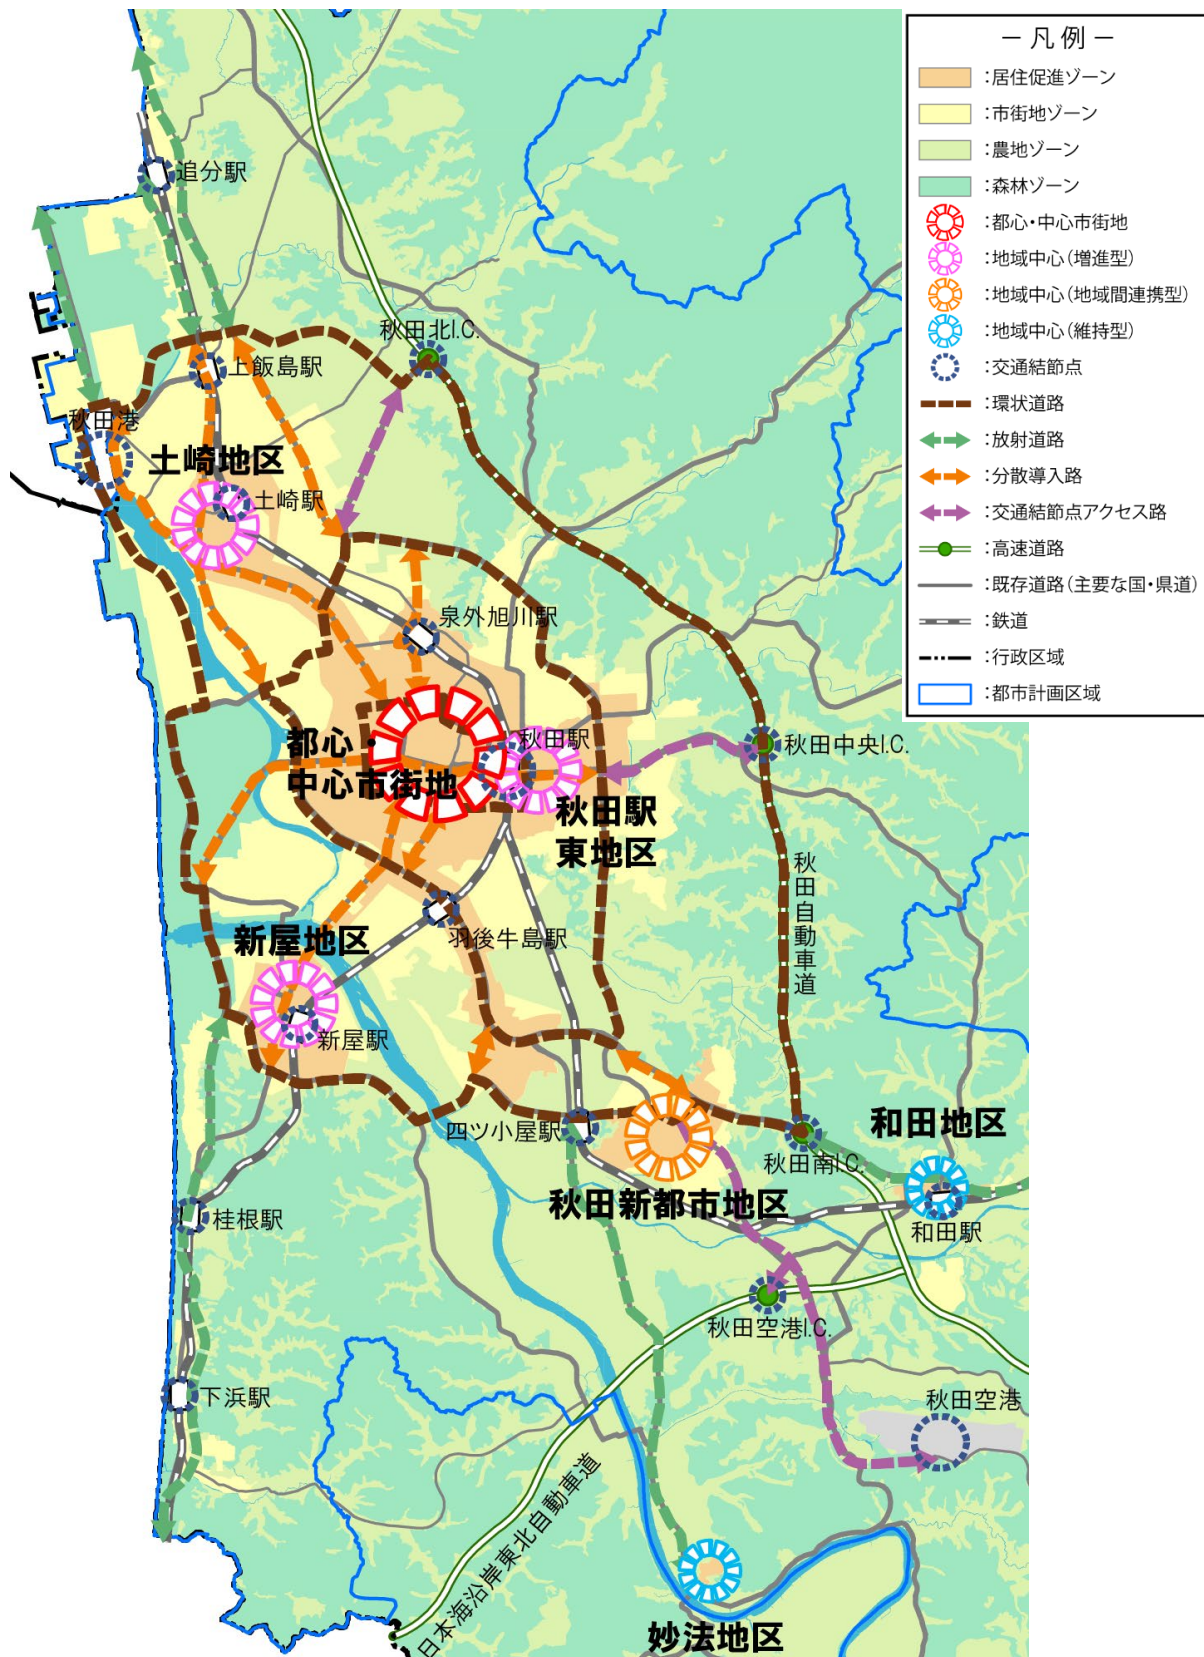 －凡例－
：居住促進ゾーン
：市街地ゾーン
：農地ゾーン
：森林ゾーン
：都心・中心市街地
：地域中心（増進型）
：地域中心（地域間連携型）
：地域中心（維持型）
：交通結節点
：環状道路
：放射道路
：分散導入路
：交通結節点アクセス路
：高速道路
：既存道路（主要な国・県道）
：鉄道
：行政区域
：都市計画区域
追分駅
秋田北I.C.
上飯島駅
秋田港
土崎地区
土崎駅
泉外旭川駅
秋田駅
都心・
中心市街地
秋田中央I.C.
秋田駅
東地区
秋田自動車道
新屋地区
羽後牛島駅
新屋駅
四ツ小屋駅
和田地区
秋田南I.C.
秋田新都市地区
桂根駅
和田駅
秋田空港I.C.
下浜駅
秋田空港
日本海沿岸東北自動車道
妙法地区